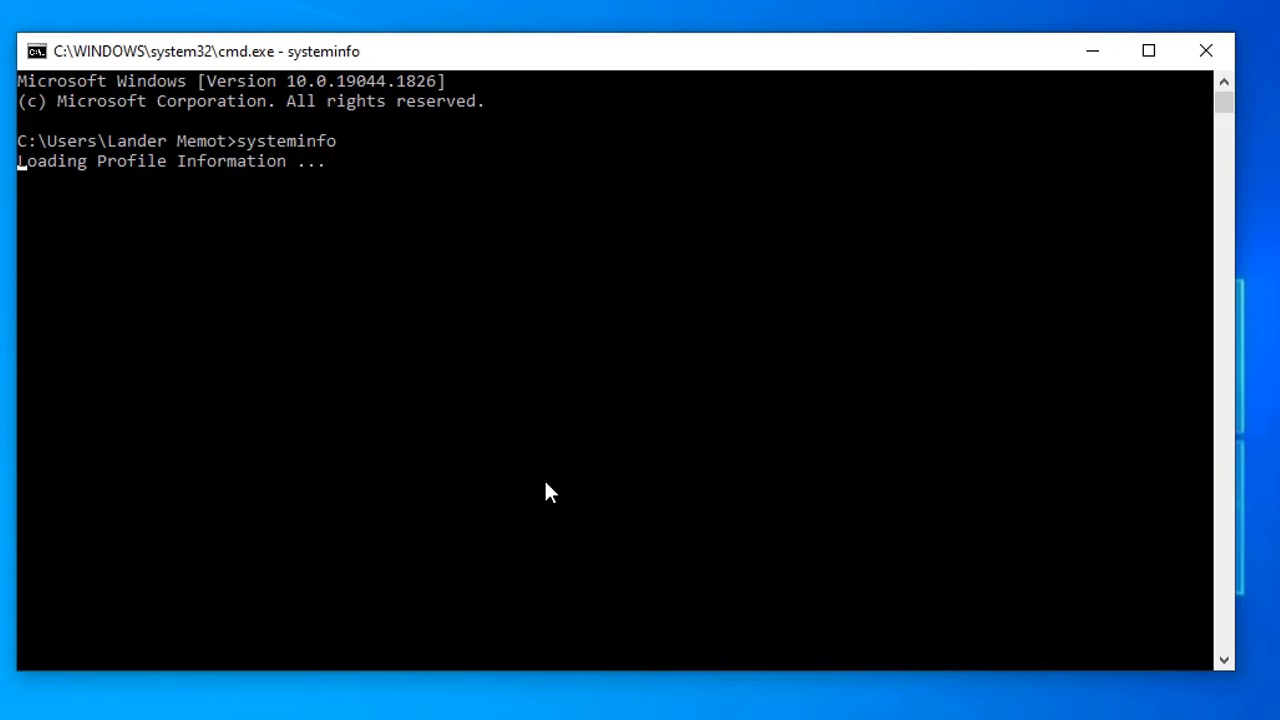 C:\WINDOWS\system32\cmd.exe - systeminfo
Microsoft Windows [Version 10.0.19044.1826]
(c) Microsoft Corporation. All rights reserved.
C:\Users\Lander Memot>systeminfo
Loading Profile Information ...